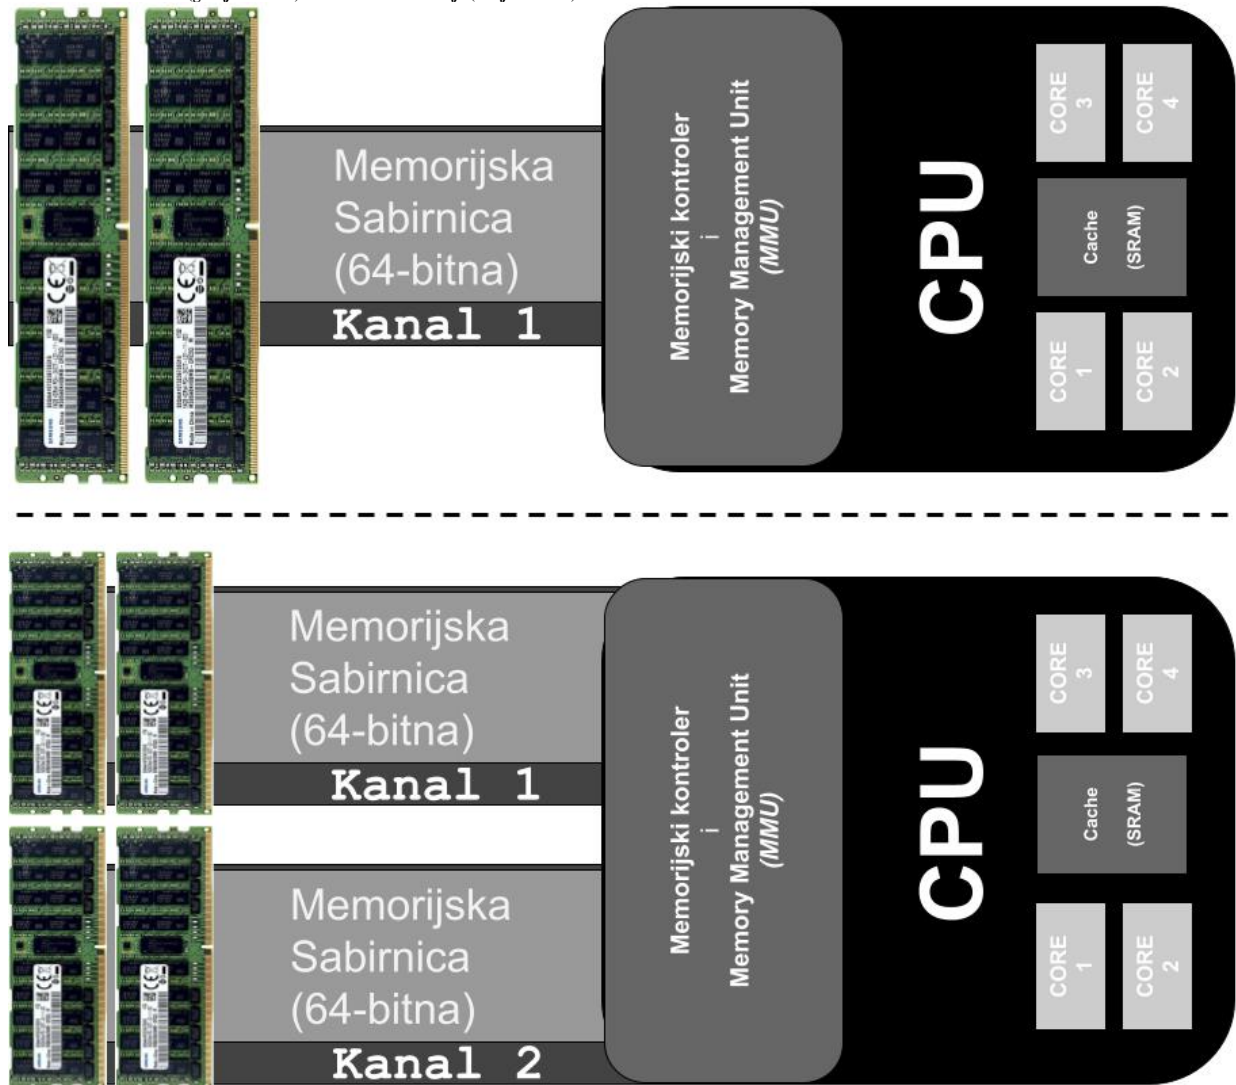 Memorijska
Sabirnica
(64-bitna)
Kanal 1
Memorijski kontroler
i
Memory Management Unit
(MMU)
CPU
CORE
3
CORE
4
Cache
(SRAM)
CORE
1
CORE
2
Memorijska
Sabirnica
(64-bitna)
Kanal 1
Memorijska
Sabirnica
(64-bitna)
Kanal 2
Memorijski kontroler
i
Memory Management Unit
(MMU)
CPU
CORE
3
CORE
4
Cache
(SRAM)
CORE
1
CORE
2